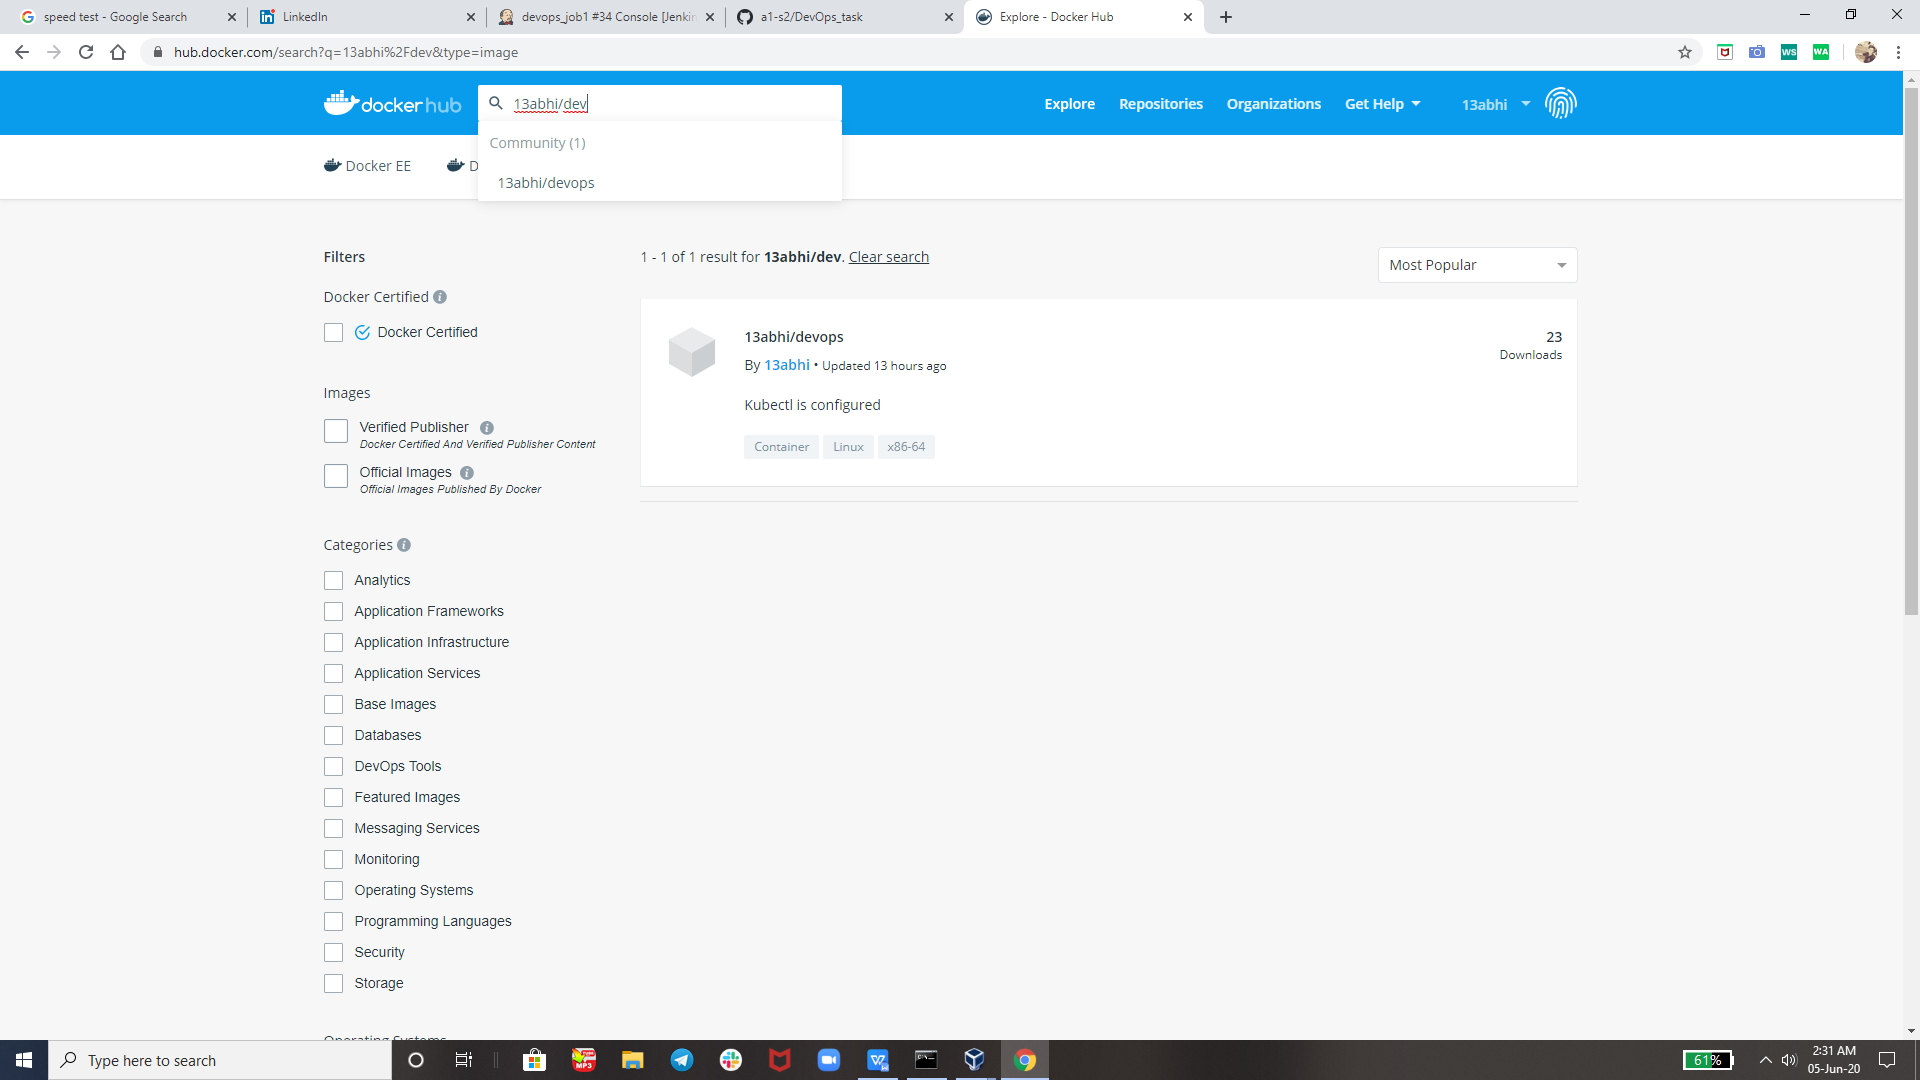 speed test - Google Search
LinkedIn
devops_job1 #34 Console [Jenkin
a1-s2/DevOps_task
Explore - Docker Hub
hub.docker.com/search?q=13abhi%2Fdev&type=image
WS
WA
docker hub
13abhi/dev
Explore
Repositories
Organizations
Get Help
13abhi
Community (1)
13abhi/devops
Docker EE
D
Filters
1 - 1 of 1 result for 13abhi/dev. Clear search
Most Popular
Docker Certified
Docker Certified
13abhi/devops
23
Downloads
By 13abhi • Updated 13 hours ago
Kubectl is configured
Container
Linux
x86-64
Images
Verified Publisher
Docker Certified And Verified Publisher Content
Official Images
Official Images Published By Docker
Categories
Analytics
Application Frameworks
Application Infrastructure
Application Services
Base Images
Databases
DevOps Tools
Featured Images
Messaging Services
Monitoring
Operating Systems
Programming Languages
Security
Storage
Operating Systems
Type here to search
MP3
61%
2:31 AM
05-Jun-20